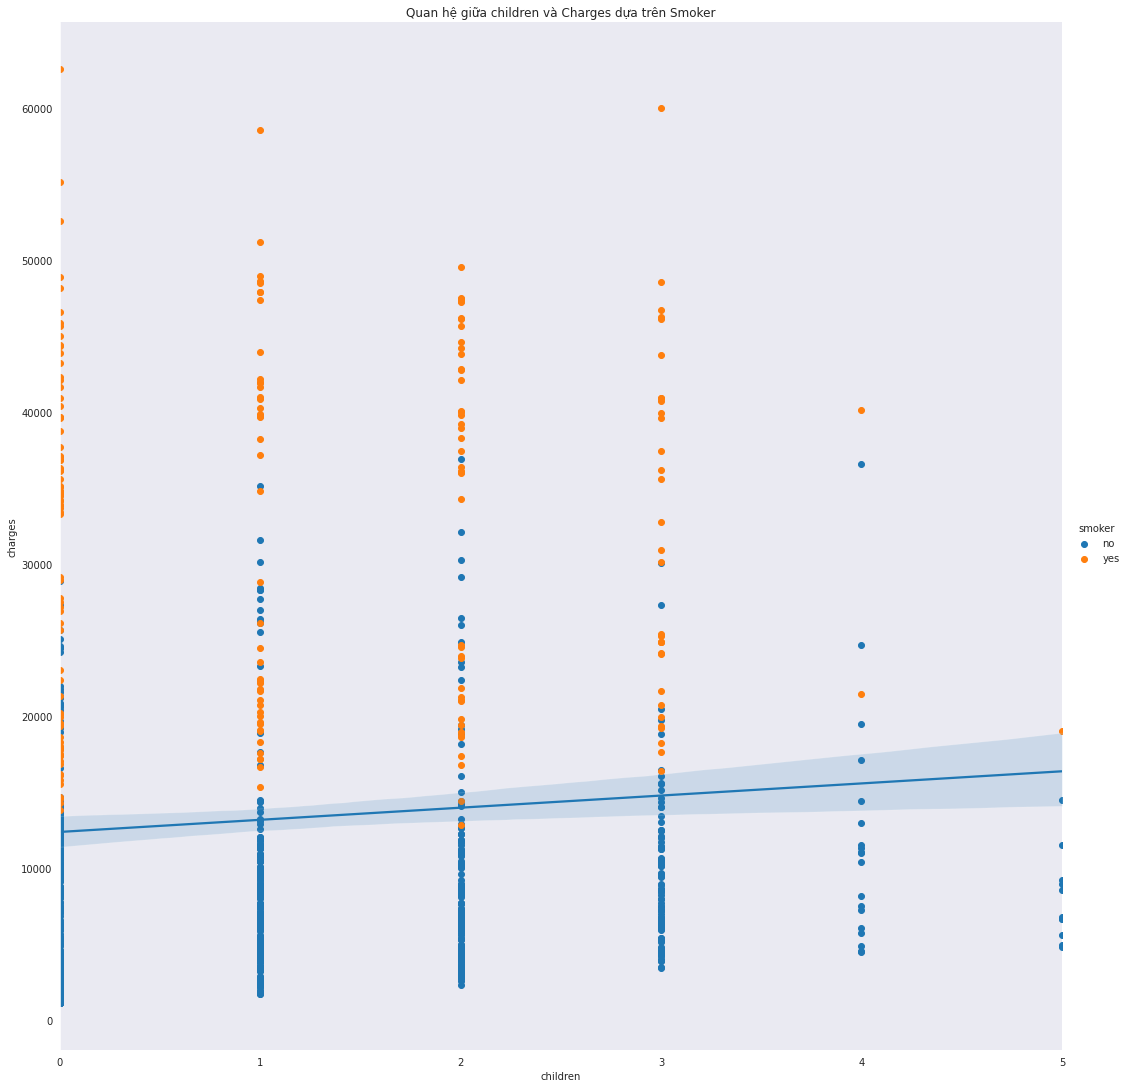 Quan hệ giữa children và Charges dựa trên Smoker
60000
50000
40000
30000
20000
10000
0
charges
0 1 2 3 4 5
children
smoker
no
yes